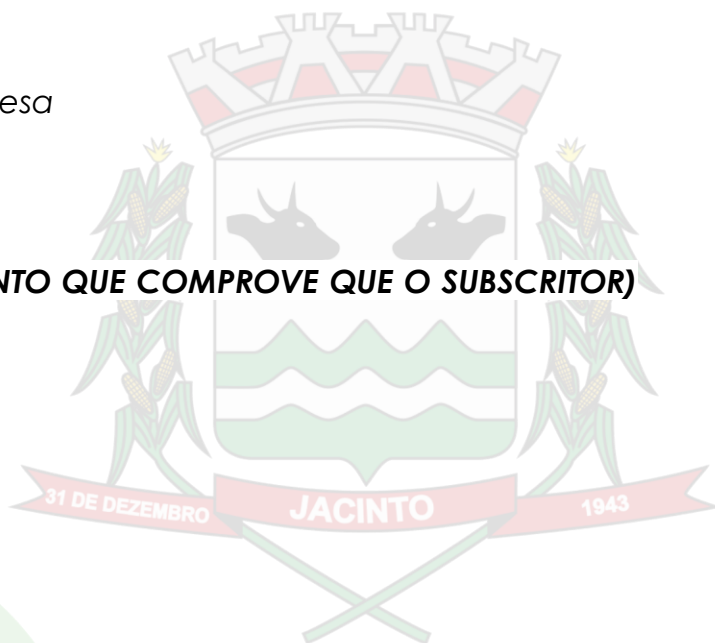 esa
NTO QUE COMPROVE QUE O SUBSCRITOR)
31 DE DEZEMBRO JACINTO 1943